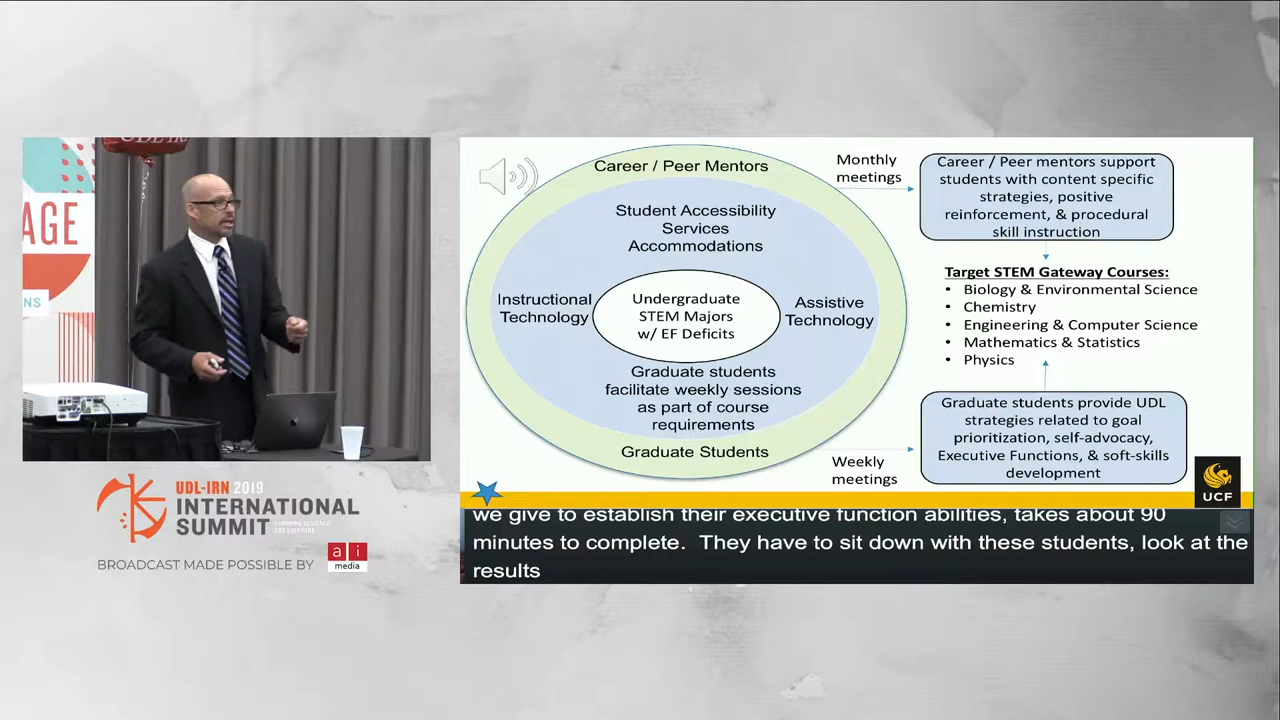 AGE
NS
UDL-IRN 2019
INTERNATIONAL
SUMMIT
BROADCAST MADE POSSIBLE BY
ai
media
Career / Peer Mentors
Student Accessibility
Services
Accommodations
Instructional
Technology
Undergraduate
STEM Majors
w/ EF Deficits
Assistive
Technology
Graduate students
facilitate weekly sessions
as part of course
requirements
Graduate Students
Monthly
meetings
Career / Peer mentors support
students with content specific
strategies, positive
reinforcement, & procedural
skill instruction
Target STEM Gateway Courses:
• Biology & Environmental Science
• Chemistry
• Engineering & Computer Science
• Mathematics & Statistics
• Physics
Weekly
meetings
Graduate students provide UDL
strategies related to goal
prioritization, self-advocacy,
Executive Functions, & soft-skills
development
UCF
we give to establish their executive function abilities, takes about 90
minutes to complete. They have to sit down with these students, look at the
results